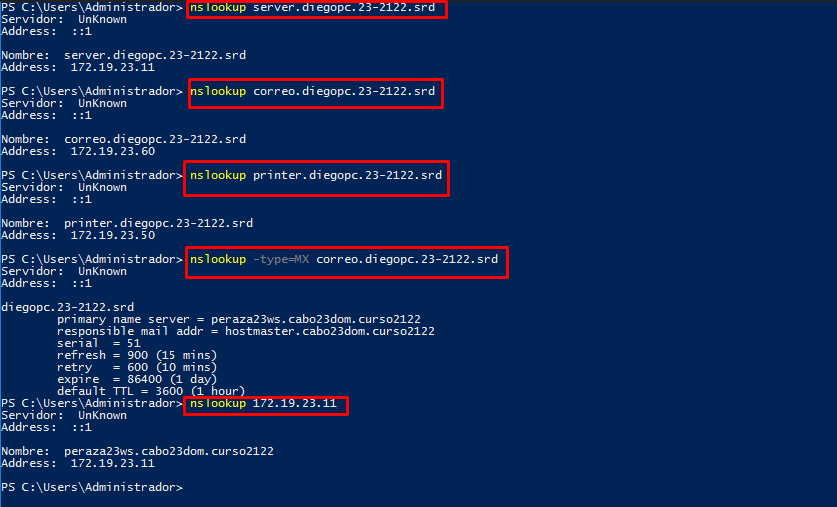 PS C:\Users\Administrador> nslookup server.diegopc.23-2122.srd
Servidor:  UnKnown
Address:  ::1

Nombre:  server.diegopc.23-2122.srd
Address:  172.19.23.11

PS C:\Users\Administrador> nslookup correo.diegopc.23-2122.srd
Servidor:  UnKnown
Address:  ::1

Nombre:  correo.diegopc.23-2122.srd
Address:  172.19.23.60

PS C:\Users\Administrador> nslookup printer.diegopc.23-2122.srd
Servidor:  UnKnown
Address:  ::1

Nombre:  printer.diegopc.23-2122.srd
Address:  172.19.23.50

PS C:\Users\Administrador> nslookup -type=MX correo.diegopc.23-2122.srd
Servidor:  UnKnown
Address:  ::1

diegopc.23-2122.srd
        primary name server = peraza23ws.cabo23dom.curso2122
        responsible mail addr = hostmaster.cabo23dom.curso2122
        serial  = 51
        refresh = 900 (15 mins)
        retry   = 600 (10 mins)
        expire  = 86400 (1 day)
        default TTL = 3600 (1 hour)
PS C:\Users\Administrador> nslookup 172.19.23.11
Servidor:  UnKnown
Address:  ::1

Nombre:  peraza23ws.cabo23dom.curso2122
Address:  172.19.23.11

PS C:\Users\Administrador>